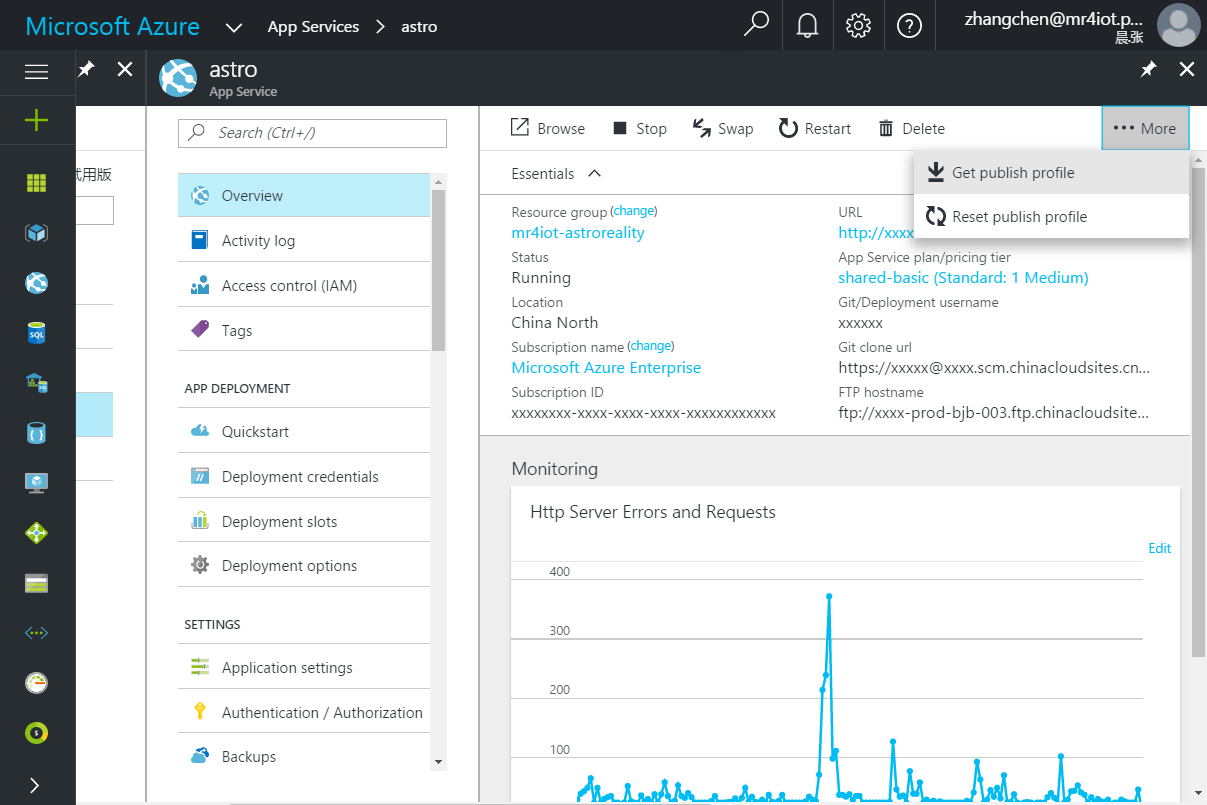 Microsoft Azure
App Services
astro
zhangchen@mr4iot.p...
晨张
astro
App Service
Search (Ctrl+/)
Overview
Activity log
Access control (IAM)
Tags
APP DEPLOYMENT
Quickstart
Deployment credentials
Deployment slots
Deployment options
SETTINGS
Application settings
Authentication / Authorization
Backups
试用版
SQL
Browse
Stop
Swap
Restart
Delete
More
Get publish profile
Reset publish profile
Essentials
Resource group (change)
mr4iot-astroreality
Status
Running
Location
China North
Subscription name (change)
Microsoft Azure Enterprise
Subscription ID
xxxxxxxx-xxxx-xxxx-xxxx-xxxxxxxxxxxx
URL
http://xxxx
App Service plan/pricing tier
shared-basic (Standard: 1 Medium)
Git/Deployment username
xxxxxx
Git clone url
https://xxxxx@xxxx.scm.chinacloudsites.cn...
FTP hostname
ftp://xxxx-prod-bjb-003.ftp.chinacloudsite...
Monitoring
Http Server Errors and Requests
Edit
400
300
200
100